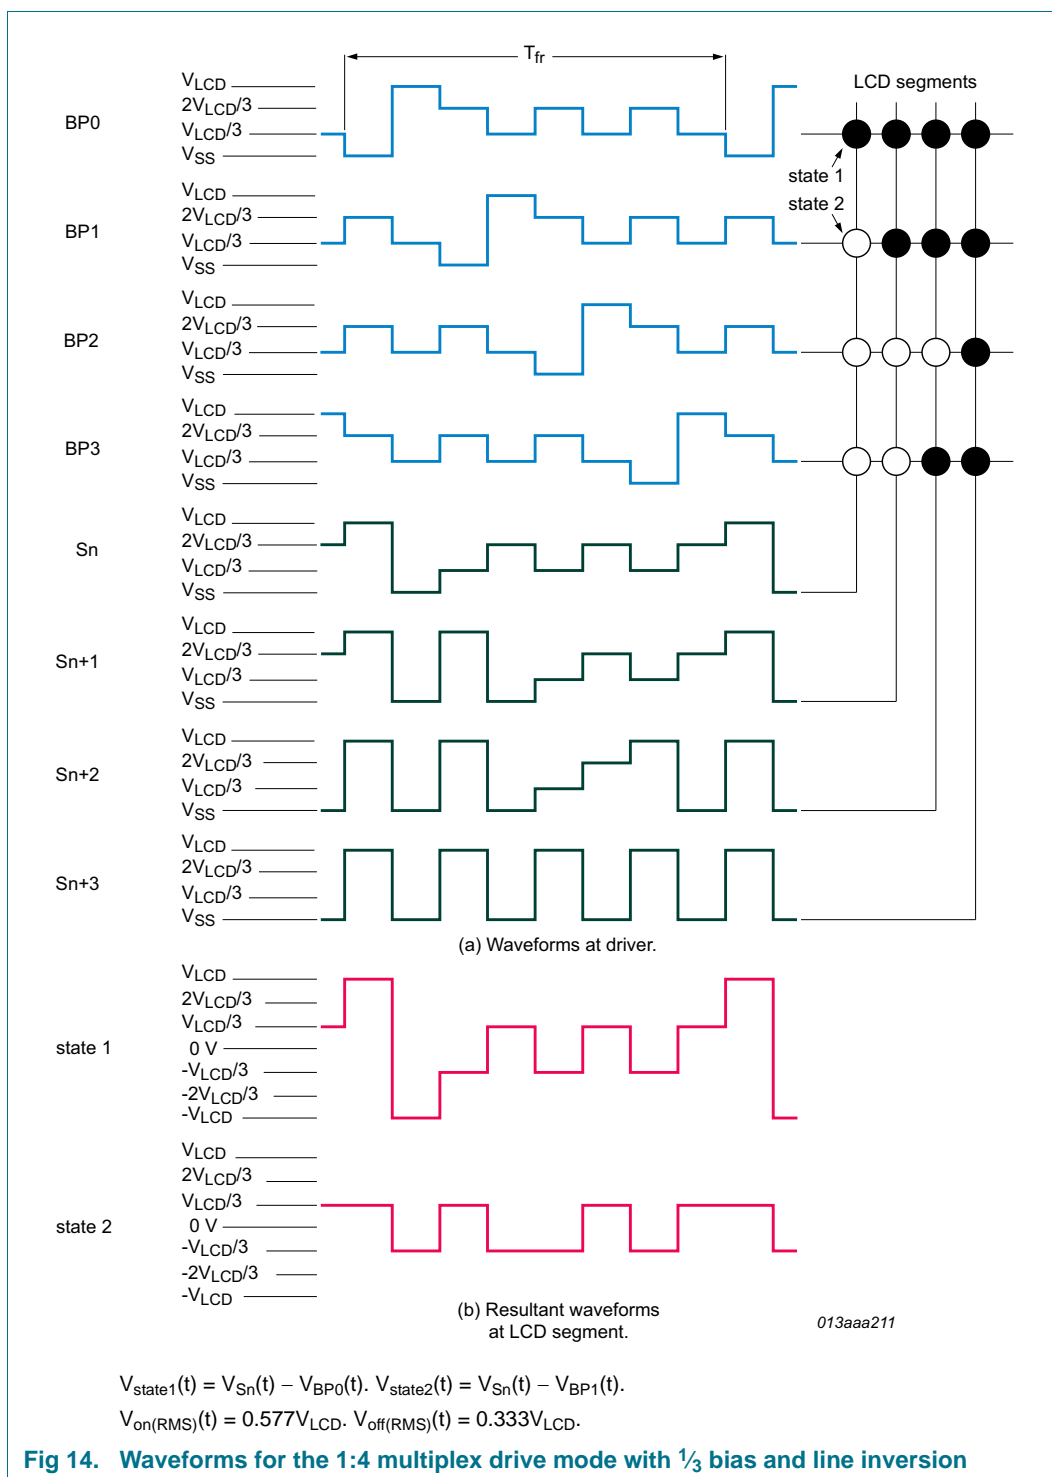 Tfr
BP0
VLCD
2VLCD/3
VLCD/3
VSS
LCD segments
state 1
state 2
BP1
VLCD
2VLCD/3
VLCD/3
VSS
BP2
VLCD
2VLCD/3
VLCD/3
VSS
BP3
VLCD
2VLCD/3
VLCD/3
VSS
Sn
VLCD
2VLCD/3
VLCD/3
VSS
Sn+1
VLCD
2VLCD/3
VLCD/3
VSS
Sn+2
VLCD
2VLCD/3
VLCD/3
VSS
Sn+3
VLCD
2VLCD/3
VLCD/3
VSS
(a) Waveforms at driver.
state 1
VLCD
2VLCD/3
VLCD/3
0 V
-VLCD/3
-2VLCD/3
-VLCD
state 2
VLCD
2VLCD/3
VLCD/3
0 V
-VLCD/3
-2VLCD/3
-VLCD
(b) Resultant waveforms
at LCD segment.
013aaa211
Vstate1(t) = VSn(t) − VBP0(t). Vstate2(t) = VSn(t) − VBP1(t).
Von(RMS)(t) = 0.577VLCD. Voff(RMS)(t) = 0.333VLCD.
Fig 14. Waveforms for the 1:4 multiplex drive mode with 1⁄3 bias and line inversion